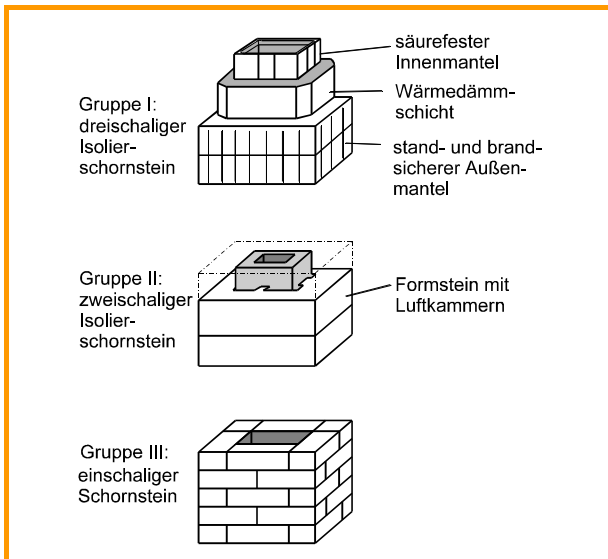 säurefester
Innenmantel
Wärmedämm-
schicht
Gruppe I:
dreischaliger
Isolier-
schornstein
stand- und brand-
sicherer Außen-
mantel
Gruppe II:
zweischaliger
Isolier-
schornstein
Formstein mit
Luftkammern
Gruppe III:
einschaliger
Schornstein